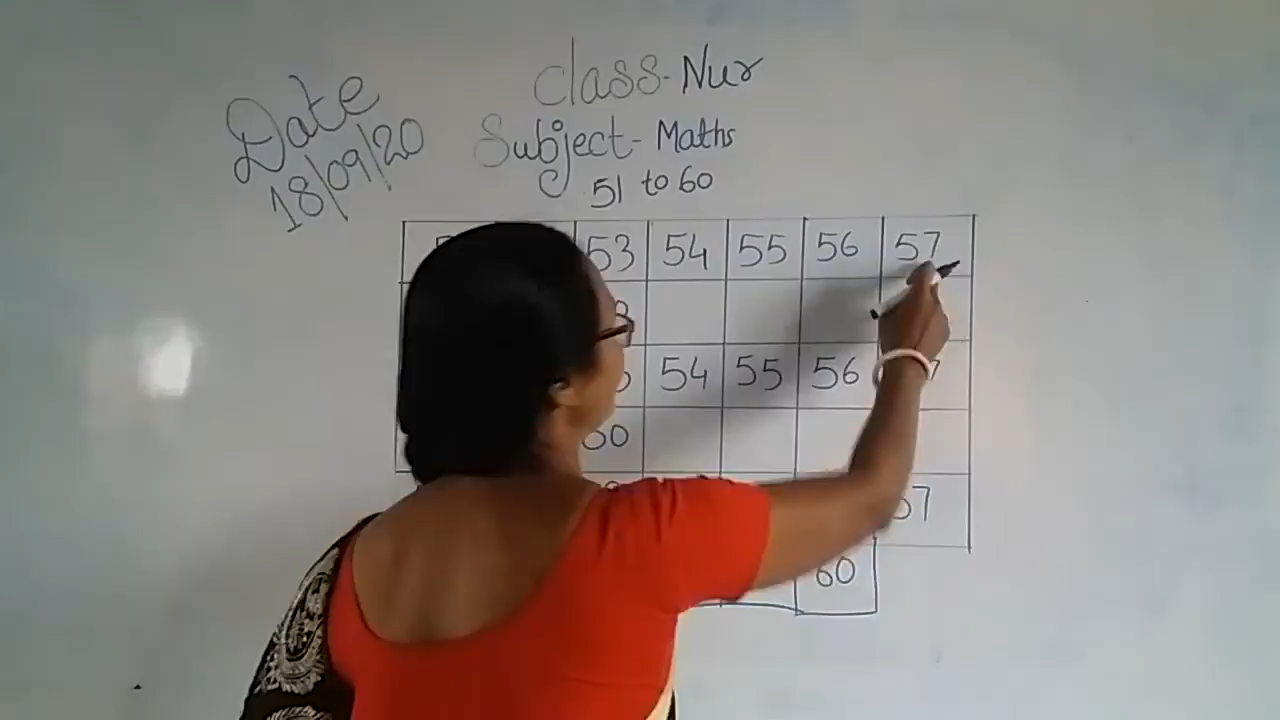 Date
18/09/20
Class-Nur
Subject- Maths
51 to 60
53 54 55 56 57
54 55 56
60
57
60